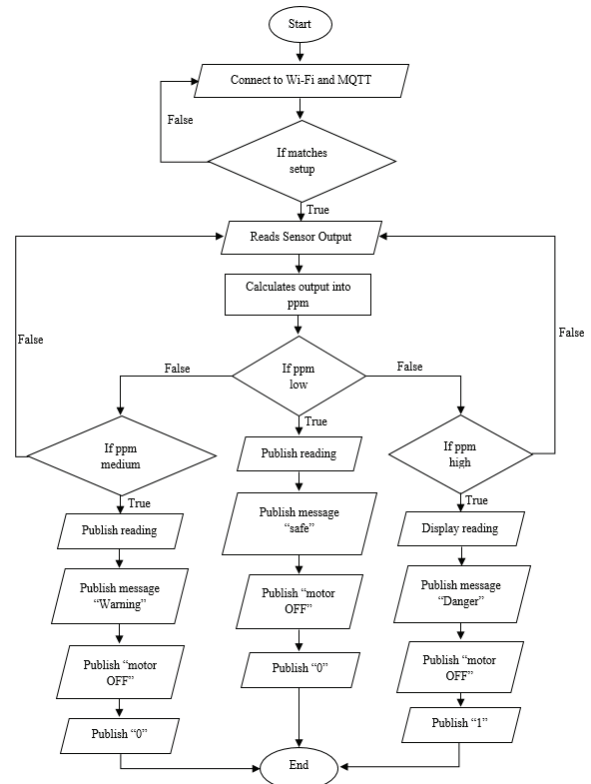 Start
Connect to Wi-Fi and MQTT
False
If matches
setup
True
Reads Sensor Output
Calculates output into
ppm
False
False
If ppm
low
False
False
True
If ppm
medium
True
Publish reading
Publish message
“Warning”
Publish “motor
OFF”
Publish “0”
Publish reading
Publish message
“safe”
Publish “motor
OFF”
Publish “0”
If ppm
high
True
Display reading
Publish message
“Danger”
Publish “motor
OFF”
Publish “1”
End